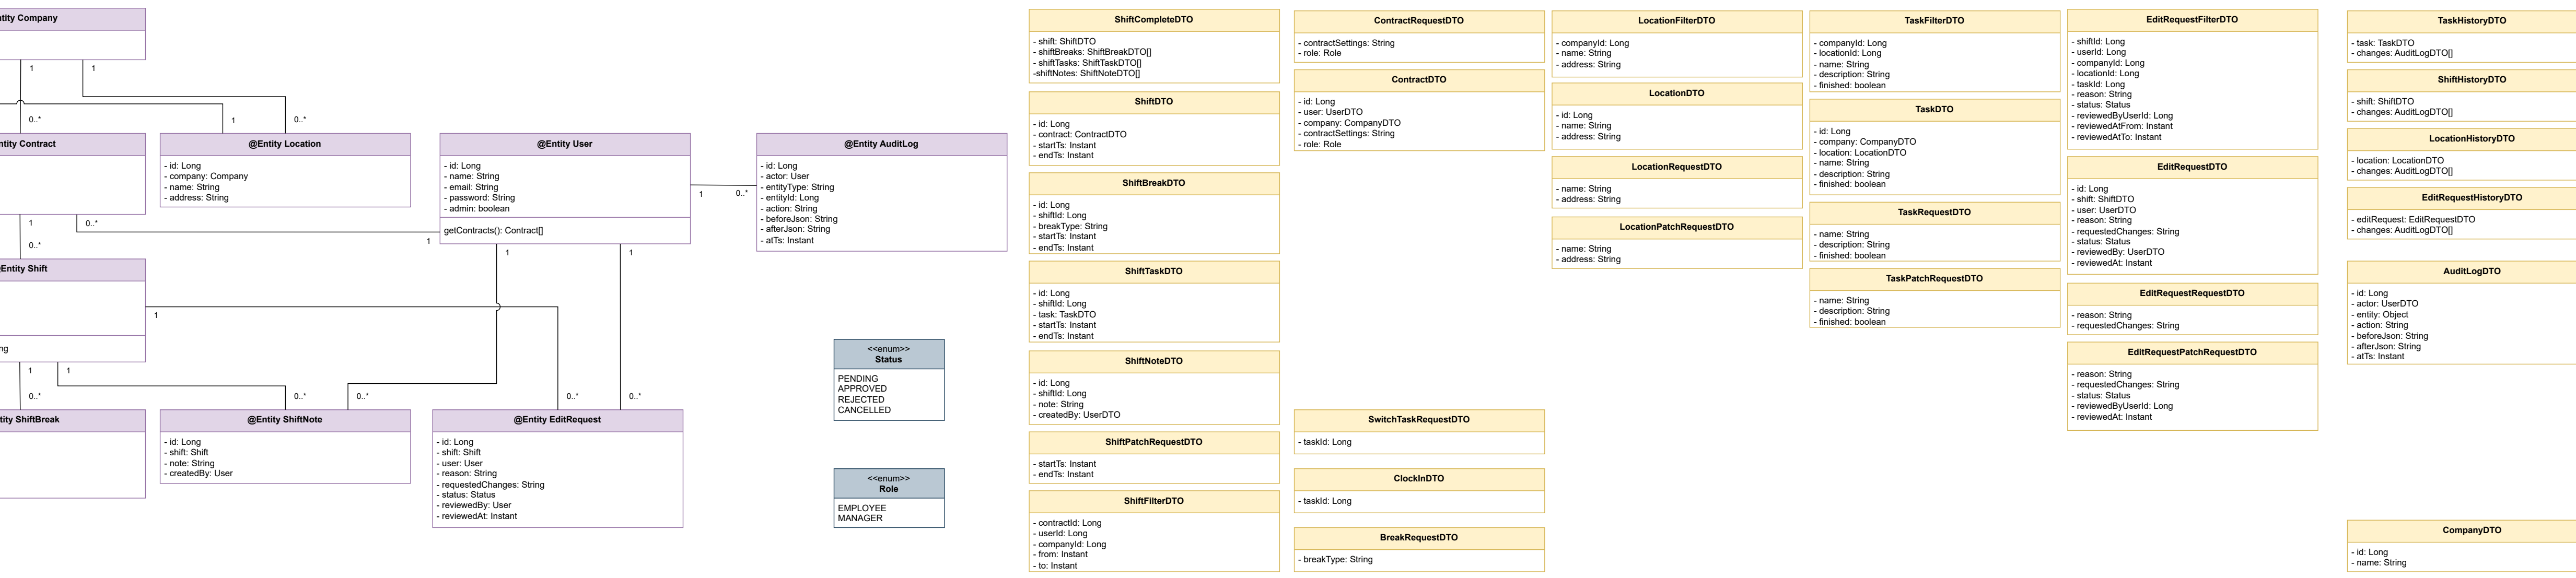 ntity Company
1
1
0..*
1
0..*
ntity Contract
@Entity Location
- id: Long
- company: Company
- name: String
- address: String
@Entity User
- id: Long
- name: String
- email: String
- password: String
- admin: boolean
getContracts(): Contract[]
@Entity AuditLog
- id: Long
- actor: User
- entityType: String
- entityId: Long
- action: String
- beforeJson: String
- afterJson: String
- atTs: Instant
1
0..*
1
0..*
0..*
1
1
1
Entity Shift
ng
1
1
1
0..*
0..*
0..*
0..*
0..*
tity ShiftBreak
@Entity ShiftNote
- id: Long
- shift: Shift
- note: String
- createdBy: User
@Entity EditRequest
- id: Long
- shift: Shift
- user: User
- reason: String
- requestedChanges: String
- status: Status
- reviewedBy: User
- reviewedAt: Instant
<<enum>>
Status
PENDING
APPROVED
REJECTED
CANCELLED
<<enum>>
Role
EMPLOYEE
MANAGER
ShiftCompleteDTO
- shift: ShiftDTO
- shiftBreaks: ShiftBreakDTO[]
- shiftTasks: ShiftTaskDTO[]
-shiftNotes: ShiftNoteDTO[]
ShiftDTO
- id: Long
- contract: ContractDTO
- startTs: Instant
- endTs: Instant
ShiftBreakDTO
- id: Long
- shiftId: Long
- breakType: String
- startTs: Instant
- endTs: Instant
ShiftTaskDTO
- id: Long
- shiftId: Long
- task: TaskDTO
- startTs: Instant
- endTs: Instant
ShiftNoteDTO
- id: Long
- shiftId: Long
- note: String
- createdBy: UserDTO
ShiftPatchRequestDTO
- startTs: Instant
- endTs: Instant
ShiftFilterDTO
- contractId: Long
- userId: Long
- companyId: Long
- from: Instant
- to: Instant
ContractRequestDTO
- contractSettings: String
- role: Role
ContractDTO
- id: Long
- user: UserDTO
- company: CompanyDTO
- contractSettings: String
- role: Role
SwitchTaskRequestDTO
- taskId: Long
ClockInDTO
- taskId: Long
BreakRequestDTO
- breakType: String
LocationFilterDTO
- companyId: Long
- name: String
- address: String
LocationDTO
- id: Long
- name: String
- address: String
LocationRequestDTO
- name: String
- address: String
LocationPatchRequestDTO
- name: String
- address: String
TaskFilterDTO
- companyId: Long
- locationId: Long
- name: String
- description: String
- finished: boolean
TaskDTO
- id: Long
- company: CompanyDTO
- location: LocationDTO
- name: String
- description: String
- finished: boolean
TaskRequestDTO
- name: String
- description: String
- finished: boolean
TaskPatchRequestDTO
- name: String
- description: String
- finished: boolean
EditRequestFilterDTO
- shiftId: Long
- userId: Long
- companyId: Long
- locationId: Long
- taskId: Long
- reason: String
- status: Status
- reviewedByUserId: Long
- reviewedAtFrom: Instant
- reviewedAtTo: Instant
EditRequestDTO
- id: Long
- shift: ShiftDTO
- user: UserDTO
- reason: String
- requestedChanges: String
- status: Status
- reviewedBy: UserDTO
- reviewedAt: Instant
EditRequestRequestDTO
- reason: String
- requestedChanges: String
EditRequestPatchRequestDTO
- reason: String
- requestedChanges: String
- status: Status
- reviewedByUserId: Long
- reviewedAt: Instant
TaskHistoryDTO
- task: TaskDTO
- changes: AuditLogDTO[]
ShiftHistoryDTO
- shift: ShiftDTO
- changes: AuditLogDTO[]
LocationHistoryDTO
- location: LocationDTO
- changes: AuditLogDTO[]
EditRequestHistoryDTO
- editRequest: EditRequestDTO
- changes: AuditLogDTO[]
AuditLogDTO
- id: Long
- actor: UserDTO
- entity: Object
- action: String
- beforeJson: String
- afterJson: String
- atTs: Instant
CompanyDTO
- id: Long
- name: String